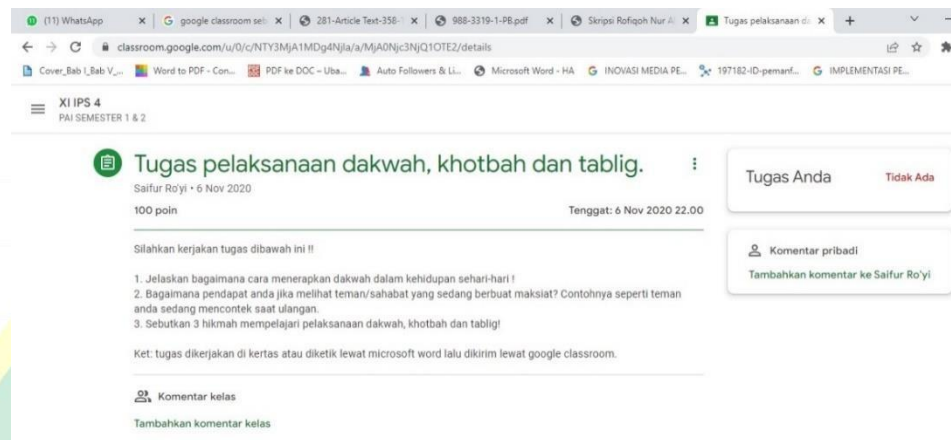 (11) WhatsApp
google classroom seb
281-Article Text-358-
988-3319-1-PB.pdf
Skripsi Rofiqoh Nur A
Tugas pelaksanaan da
classroom.google.com/u/0/c/NTY3MjA1MDg4Njla/a/MjA0Njc3NjQ1OTE2/details
Cover_Bab I_Bab V_...
Word to PDF - Con...
PDF ke DOC – Uba...
Auto Followers & Li...
Microsoft Word - HA
INOVASI MEDIA PE...
197182-ID-pemanf...
IMPLEMENTASI PE...
XI IPS 4
PAI SEMESTER 1 & 2
Tugas pelaksanaan dakwah, khotbah dan tablig.
Saifur Ro'yi • 6 Nov 2020
100 poin
Tenggat: 6 Nov 2020 22.00
Silahkan kerjakan tugas dibawah ini !!
1. Jelaskan bagaimana cara menerapkan dakwah dalam kehidupan sehari-hari !
2. Bagaimana pendapat anda jika melihat teman/sahabat yang sedang berbuat maksiat? Contohnya seperti teman
anda sedang mencontek saat ulangan.
3. Sebutkan 3 hikmah mempelajari pelaksanaan dakwah, khotbah dan tablig!
Ket: tugas dikerjakan di kertas atau diketik lewat microsoft word lalu dikirim lewat google classroom.
Komentar kelas
Tambahkan komentar kelas
Tugas Anda
Tidak Ada
Komentar pribadi
Tambahkan komentar ke Saifur Ro'yi